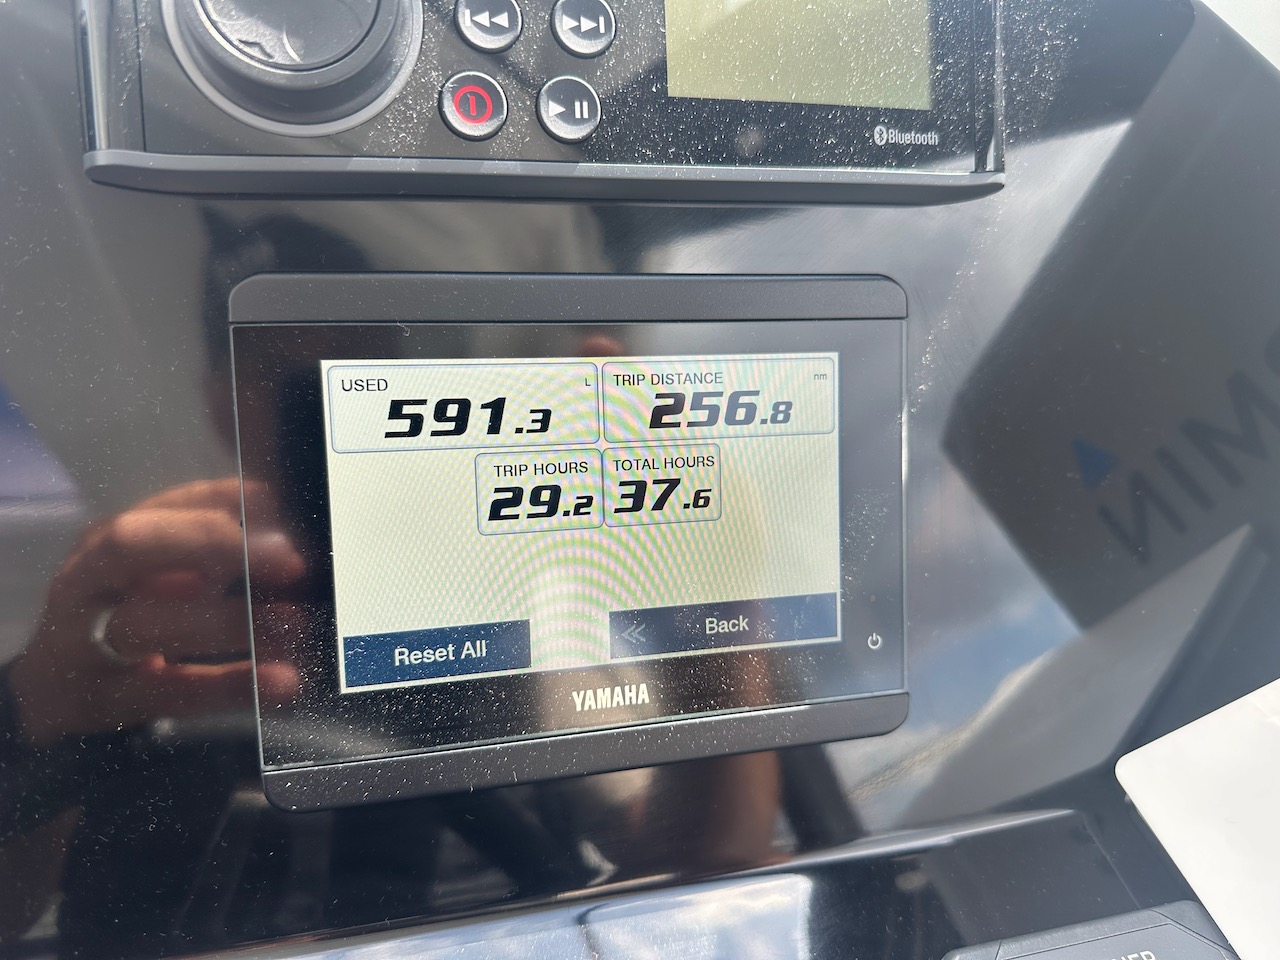 Bluetooth
USED L
591.3
TRIP DISTANCE nm
256.8
TRIP HOURS
29.2
TOTAL HOURS
37.6
Reset All
Back
YAMAHA